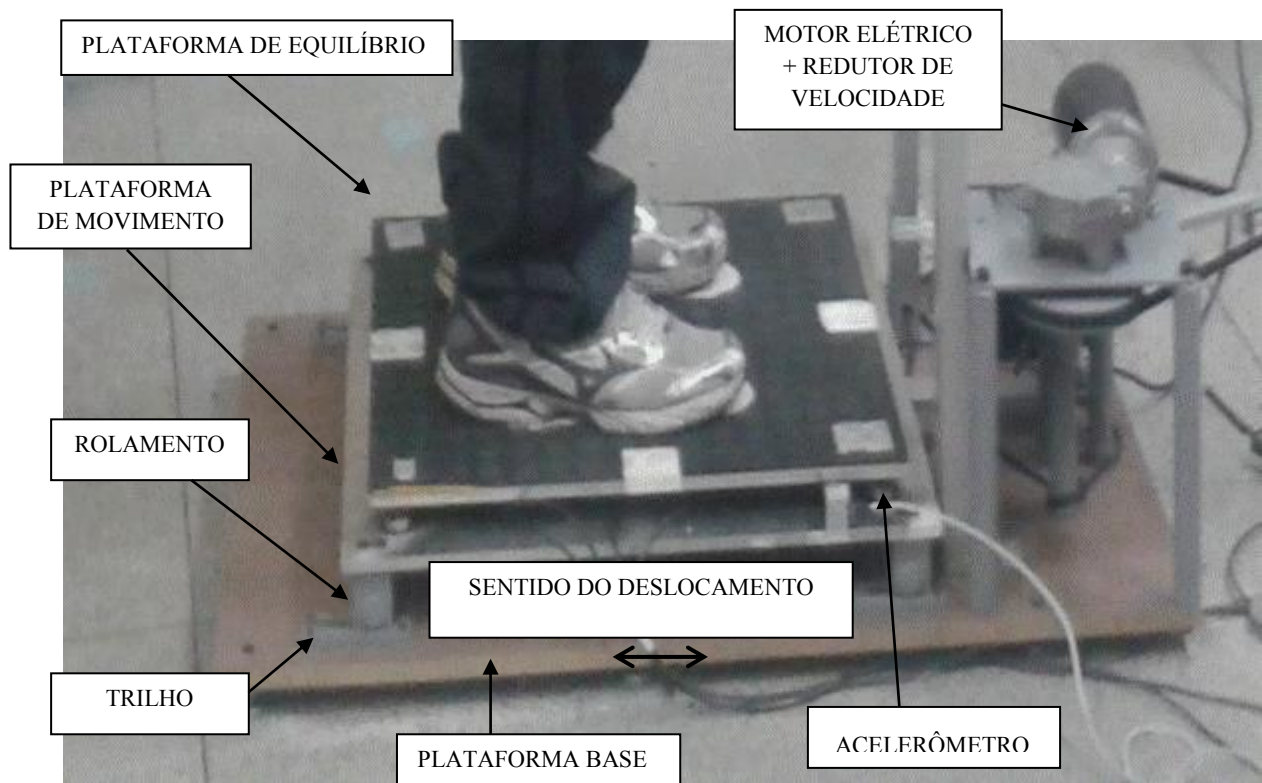 PLATAFORMA DE EQUILÍBRIO
MOTOR ELÉTRICO
+ REDUTOR DE
VELOCIDADE
PLATAFORMA
DE MOVIMENTO
ROLAMENTO
SENTIDO DO DESLOCAMENTO
TRILHO
PLATAFORMA BASE
ACELERÔMETRO